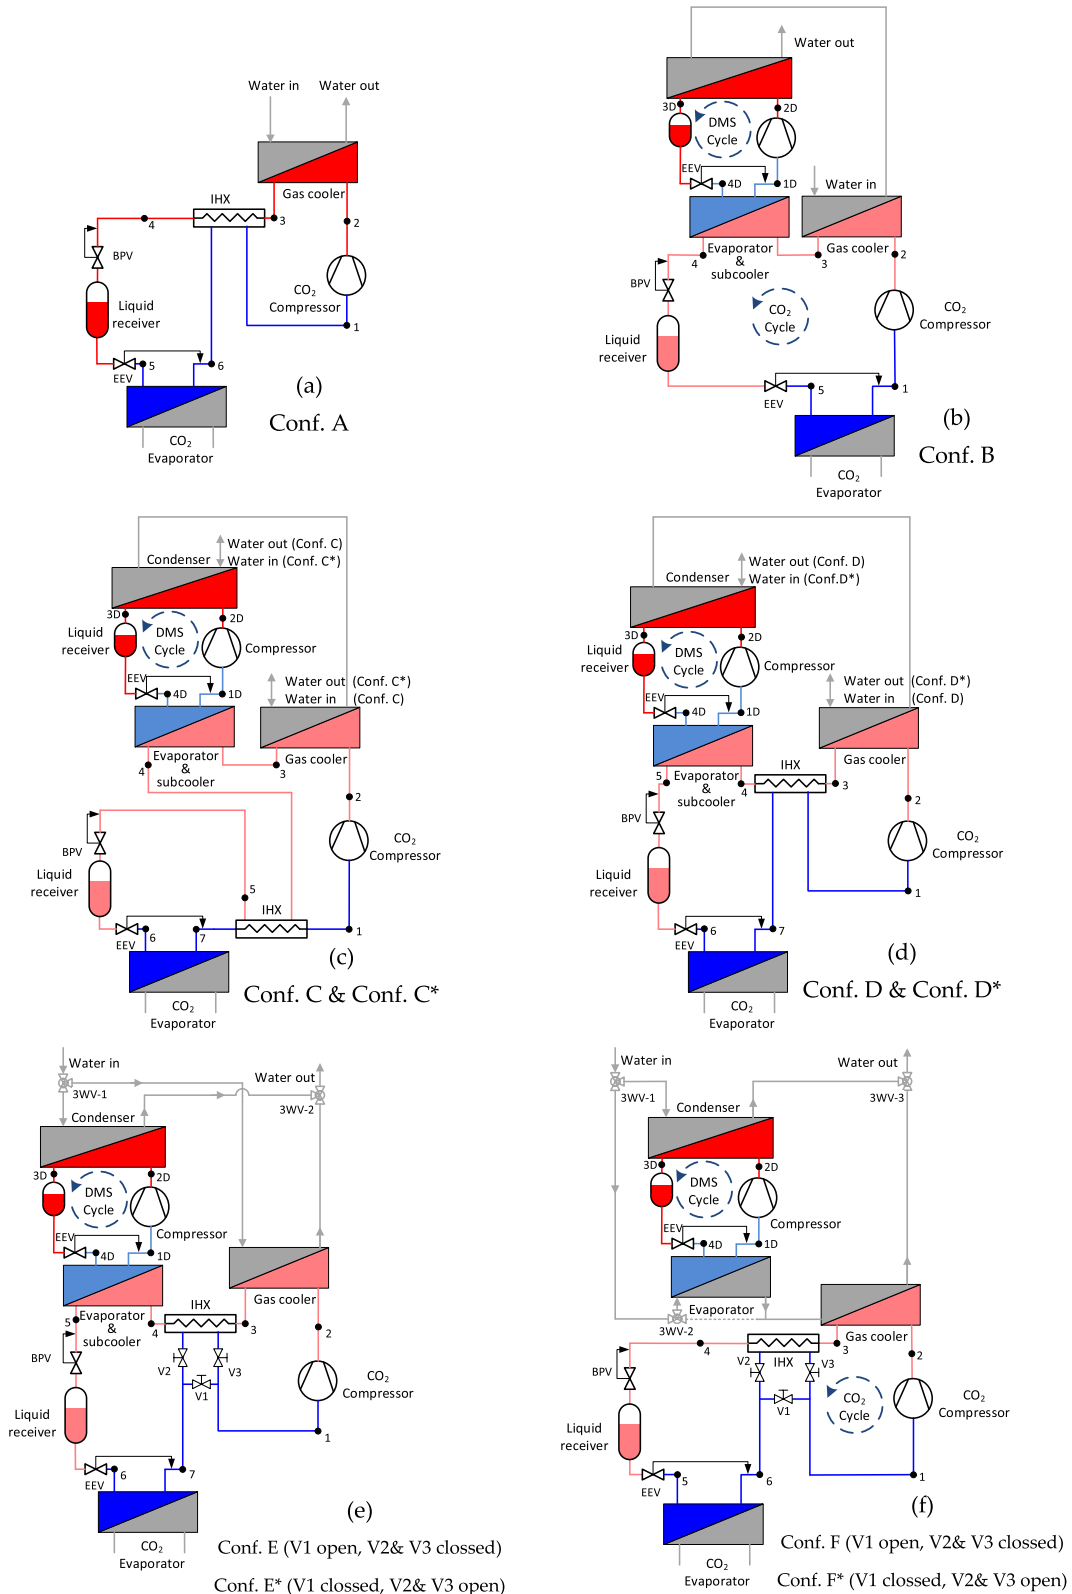 Water in
Water out
Gas cooler
IHX
3
4
2
BPV
CO2
Compressor
Liquid
receiver
1
5
6
EEV
(a)
Conf. A
CO2
Evaporator
Water out
3D
2D
DMS
Cycle
EEV
4D
1D
Water in
Evaporator
&
subcooler
Gas cooler
4
3
2
BPV
CO2
Cycle
CO2
Compressor
Liquid
receiver
5
1
EEV
(b)
Conf. B
CO2
Evaporator
Condenser
Water out (Conf. C)
Water in (Conf. C*)
3D
2D
Liquid
receiver
DMS
Cycle
Compressor
EEV
4D
1D
Water out (Conf. C*)
Water in (Conf. C)
Evaporator
&
subcooler
Gas cooler
4
3
2
BPV
CO2
Compressor
Liquid
receiver
5
IHX
1
EEV
6
7
(c)
Conf. C & Conf. C*
CO2
Evaporator
Condenser
Water out (Conf. D)
Water in (Conf.D*)
3D
2D
Liquid
receiver
DMS
Cycle
Compressor
EEV
4D
1D
Water out (Conf. D*)
Water in (Conf. D)
Evaporator
&
subcooler
Gas cooler
IHX
5
4
3
2
BPV
CO2
Compressor
Liquid
receiver
1
EEV
6
7
(d)
Conf. D & Conf. D*
CO2
Evaporator
Water in
Water out
3WV-1
3WV-2
Condenser
3D
2D
DMS
Cycle
Compressor
EEV
4D
1D
Gas cooler
Evaporator
&
subcooler
IHX
5
4
3
2
BPV
V2
V3
V1
CO2
Compressor
Liquid
receiver
1
EEV
6
7
(e)
CO2
Evaporator
Conf. E (V1 open, V2& V3 clossed)
Conf. E* (V1 clossed, V2& V3 open)
Water in
Water out
3WV-1
3WV-3
Condenser
3D
2D
DMS
Cycle
Compressor
EEV
4D
1D
Evaporator
3WV-2
Gas cooler
4
IHX
3
2
BPV
V2
V3
V1
CO2
Cycle
CO2
Compressor
Liquid
receiver
1
EEV
5
6
(f)
CO2
Evaporator
Conf. F (V1 open, V2& V3 clossed)
Conf. F* (V1 clossed, V2& V3 open)